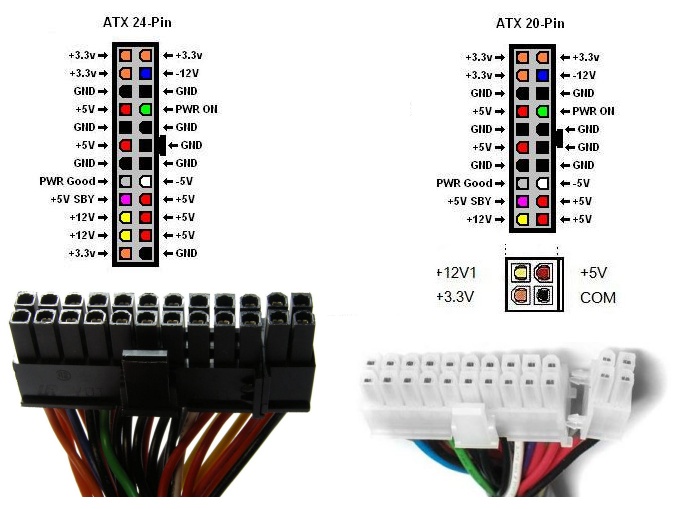 ATX 24-Pin
+3.3v +3.3v
+3.3v -12V
GND GND
+5V PWR ON
GND GND
+5V GND
GND GND
PWR Good -5V
+5V SBY +5V
+12V +5V
+12V +5V
+3.3v GND
ATX 20-Pin
+3.3v +3.3v
+3.3v -12V
GND GND
+5V PWR ON
GND GND
+5V GND
GND GND
PWR Good -5V
+5V SBY +5V
+12V +5V
+12V1 +5V
+3.3V COM